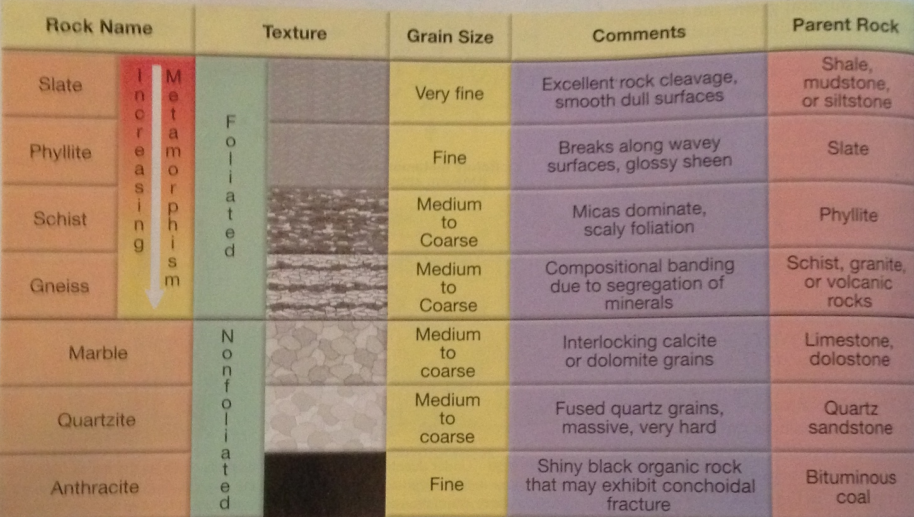 Rock Name Texture Grain Size Comments Parent Rock
Slate
Increasing
Metamorphism
Foliated
Very fine
Excellent rock cleavage,
smooth dull surfaces
Shale,
mudstone,
or siltstone
Phyllite
Fine
Breaks along wavey
surfaces, glossy sheen
Slate
Schist
Medium
to
Coarse
Micas dominate,
scaly foliation
Phyllite
Gneiss
Medium
to
Coarse
Compositional banding
due to segregation of
minerals
Schist, granite,
or volcanic
rocks
Marble
Nonfoliated
Medium
to
coarse
Interlocking calcite
or dolomite grains
Limestone,
dolostone
Quartzite
Medium
to
coarse
Fused quartz grains,
massive, very hard
Quartz
sandstone
Anthracite
Fine
Shiny black organic rock
that may exhibit conchoidal
fracture
Bituminous
coal